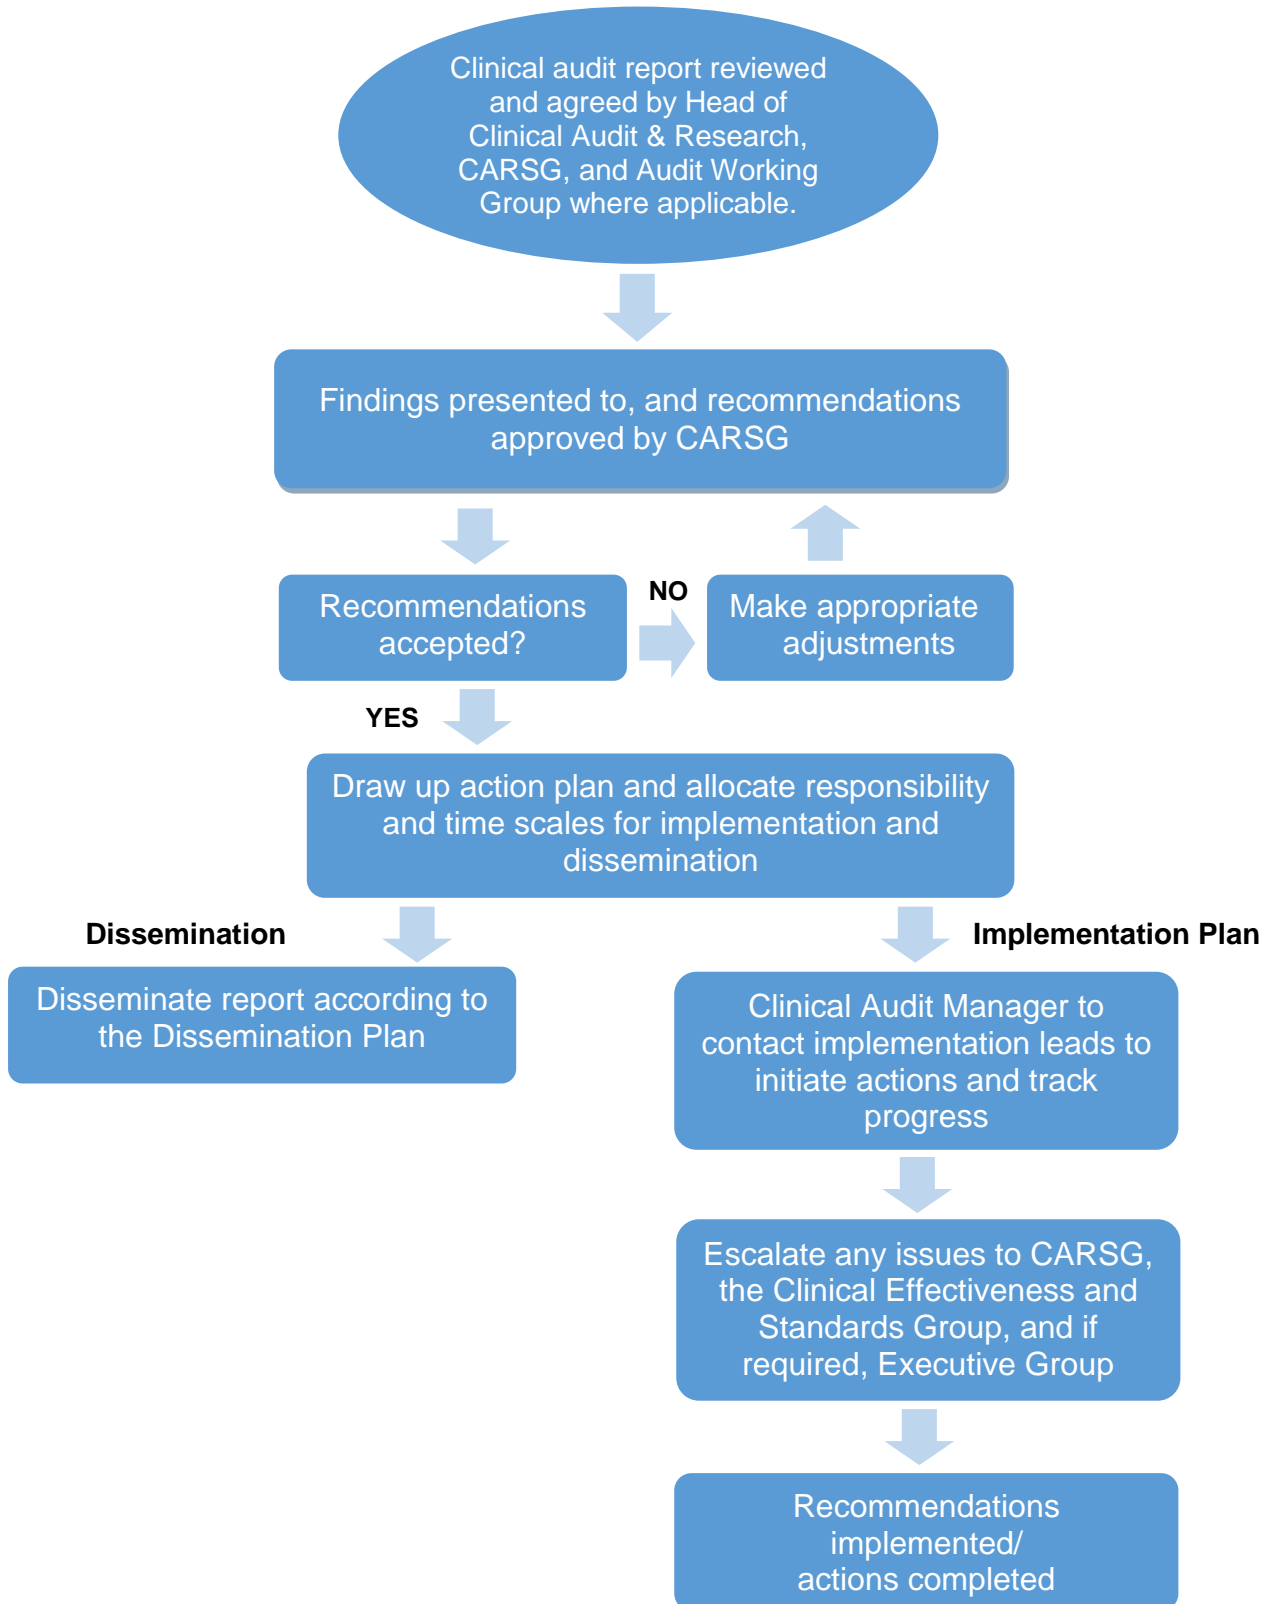 Clinical audit report reviewed
and agreed by Head of
Clinical Audit & Research,
CARSG, and Audit Working
Group where applicable.
Findings presented to, and recommendations
approved by CARSG
Recommendations
accepted?
NO
Make appropriate
adjustments
YES
Draw up action plan and allocate responsibility
and time scales for implementation and
dissemination
Dissemination
Implementation Plan
Disseminate report according to
the Dissemination Plan
Clinical Audit Manager to
contact implementation leads to
initiate actions and track
progress
Escalate any issues to CARSG,
the Clinical Effectiveness and
Standards Group, and if
required, Executive Group
Recommendations
implemented/
actions completed